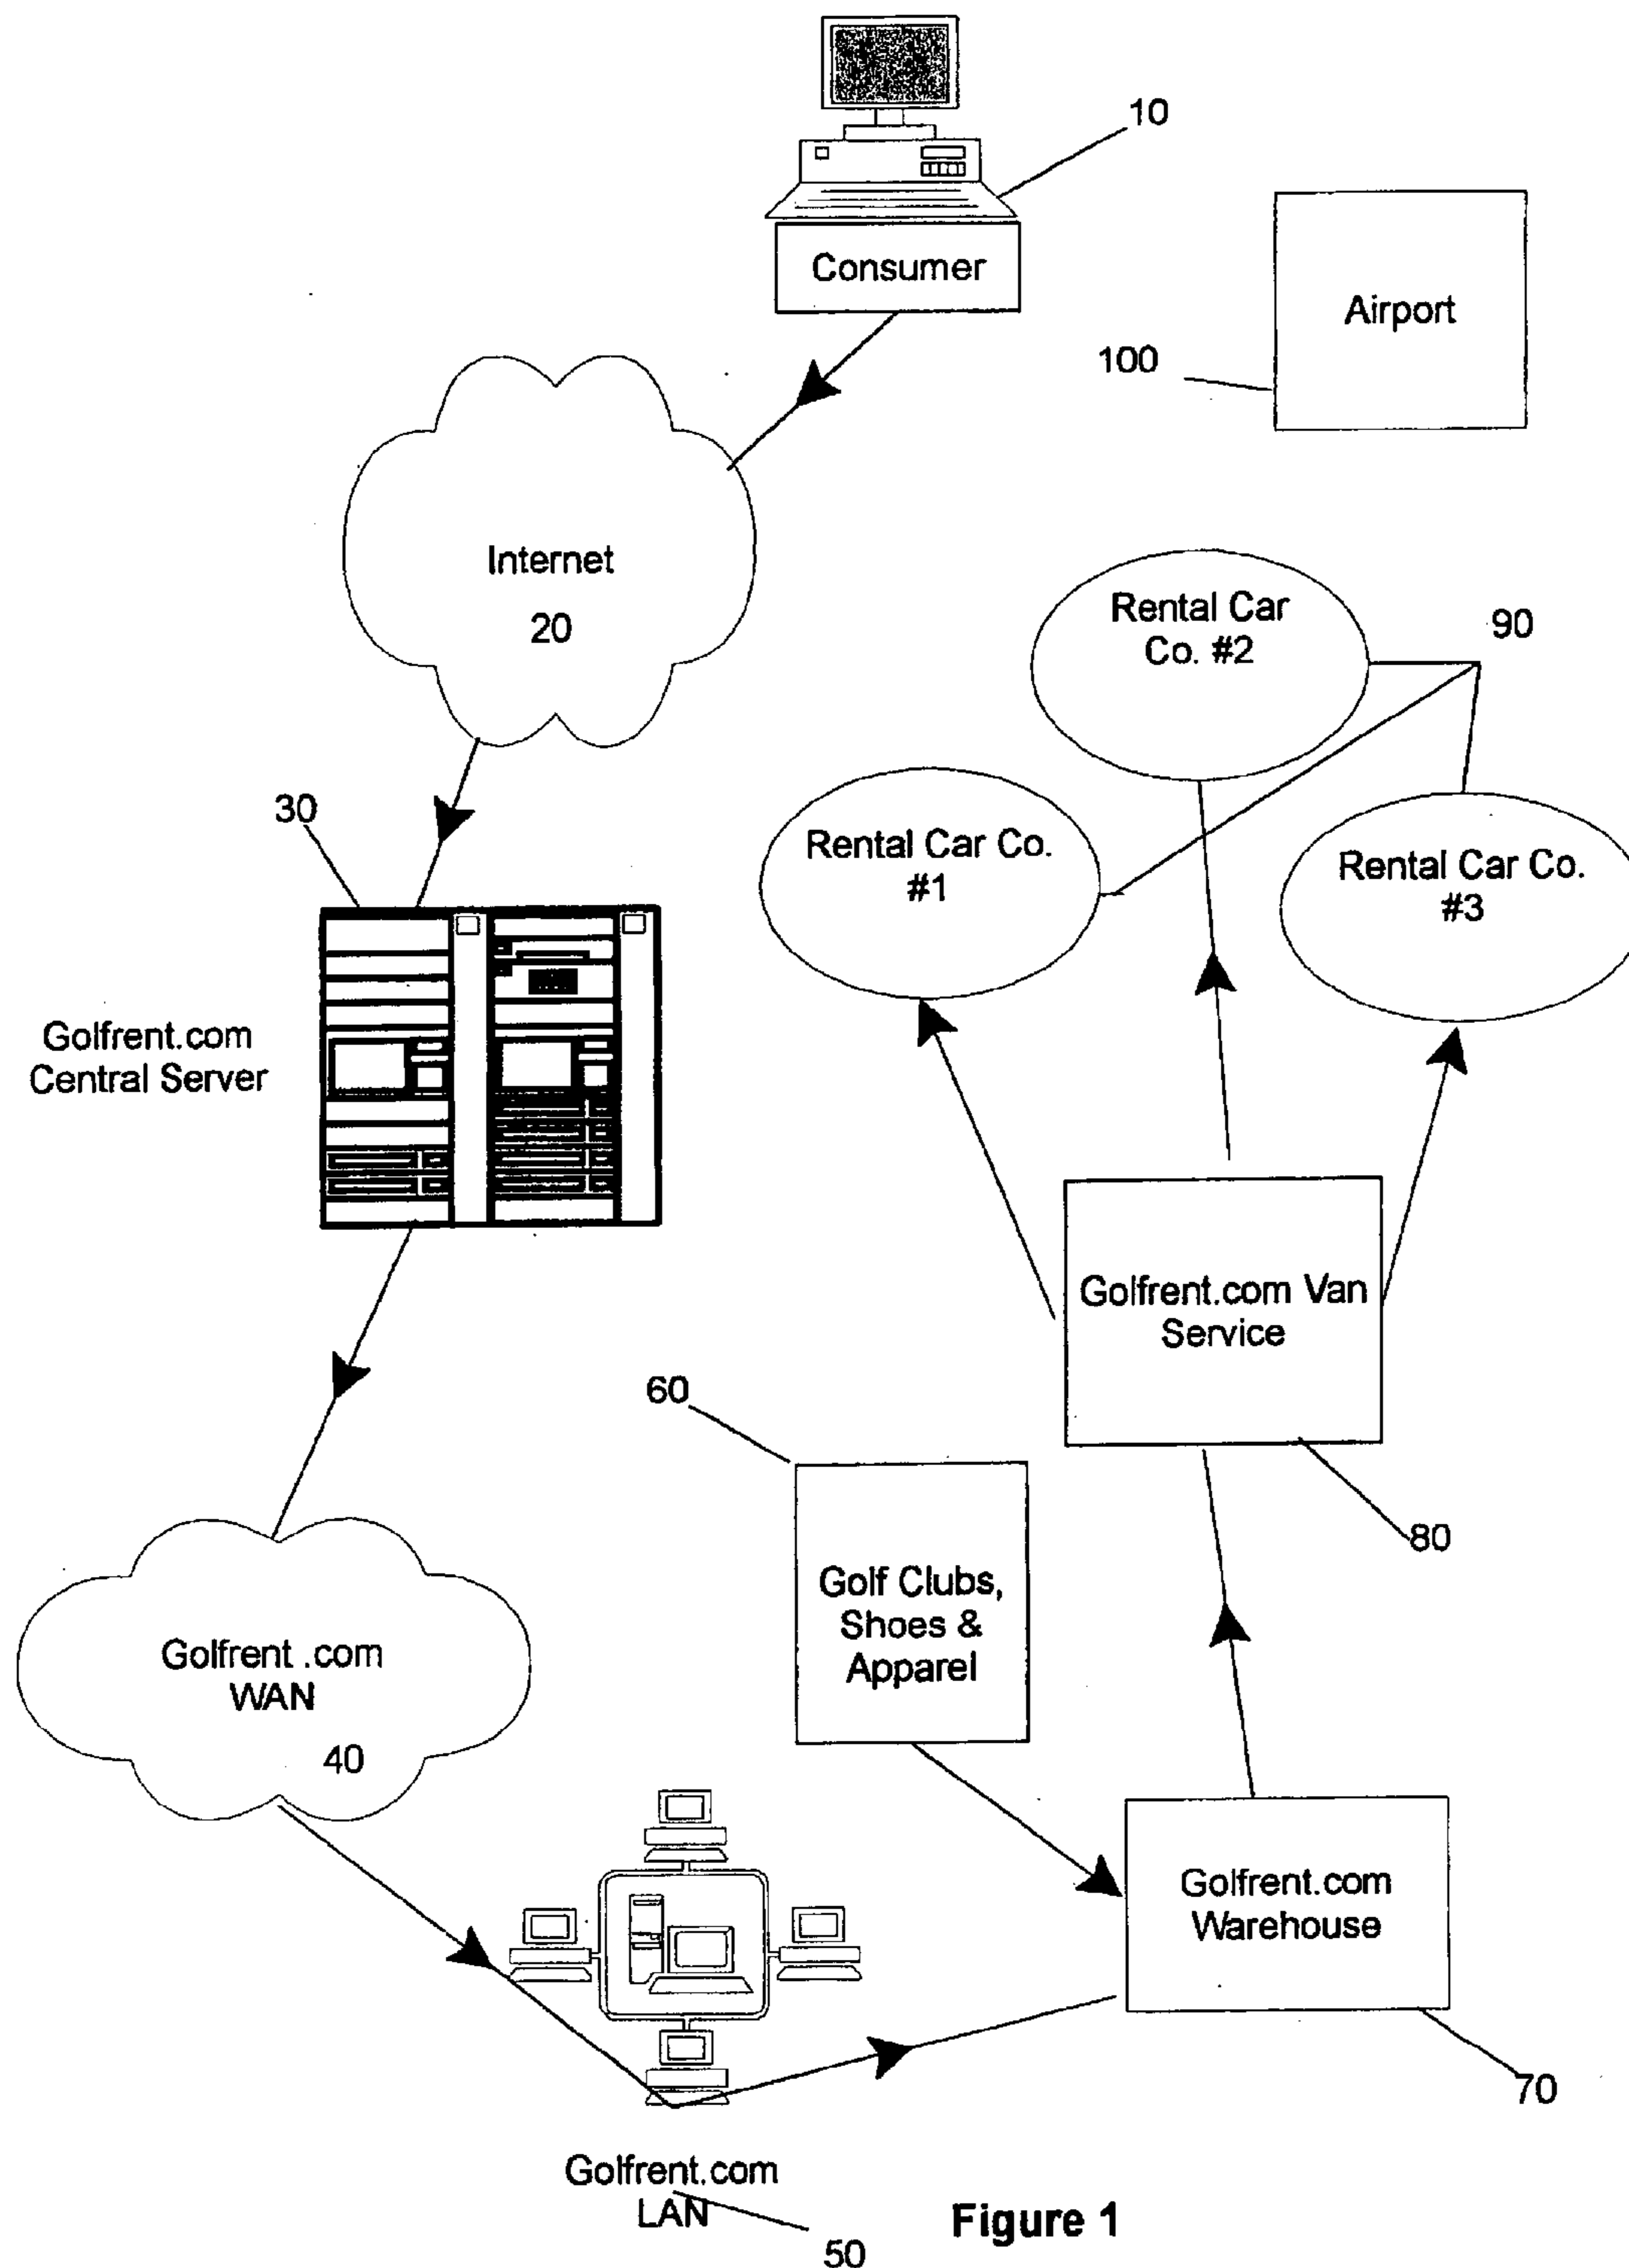 10
Consumer
Airport
100
Internet
20
Rental Car
Co. #2
90
30
Rental Car Co.
#1
Rental Car Co.
#3
Golfrent.com
Central Server
Golfrent.com Van
Service
60
80
Golf Clubs,
Shoes &
Apparel
Golfrent .com
WAN
40
Golfrent.com
Warehouse
70
Golfrent.com
LAN
50
Figure 1